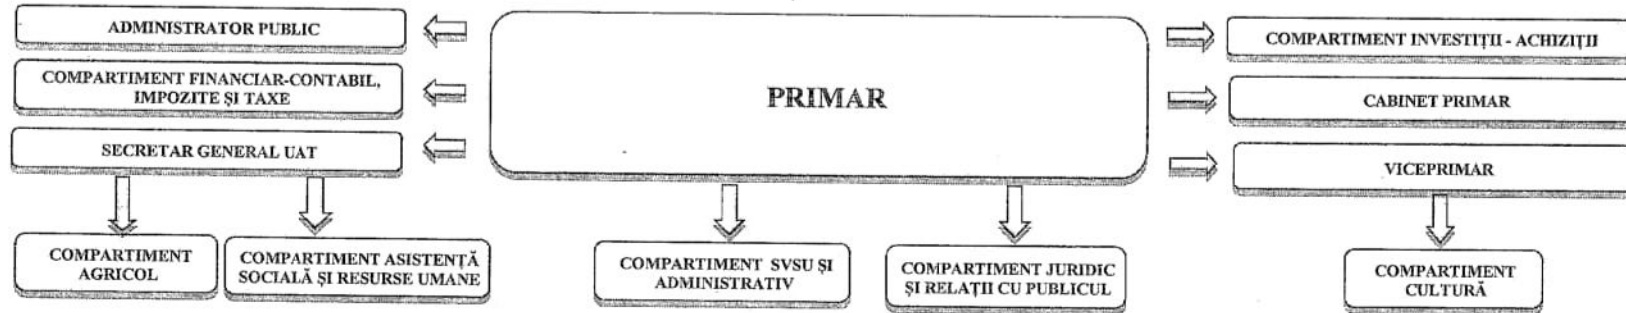 ADMINISTRATOR PUBLIC
COMPARTIMENT FINANCIAR-CONTABIL,
IMPOZITE ȘI TAXE
SECRETAR GENERAL UAT
PRIMAR
COMPARTIMENT INVESTIȚII - ACHIZIȚII
CABINET PRIMAR
VICEPRIMAR
COMPARTIMENT
AGRICOL
COMPARTIMENT ASISTENȚĂ
SOCIALĂ ȘI RESURSE UMANE
COMPARTIMENT SVSU ȘI
ADMINISTRATIV
COMPARTIMENT JURIDIC
ȘI RELAȚII CU PUBLICUL
COMPARTIMENT
CULTURĂ